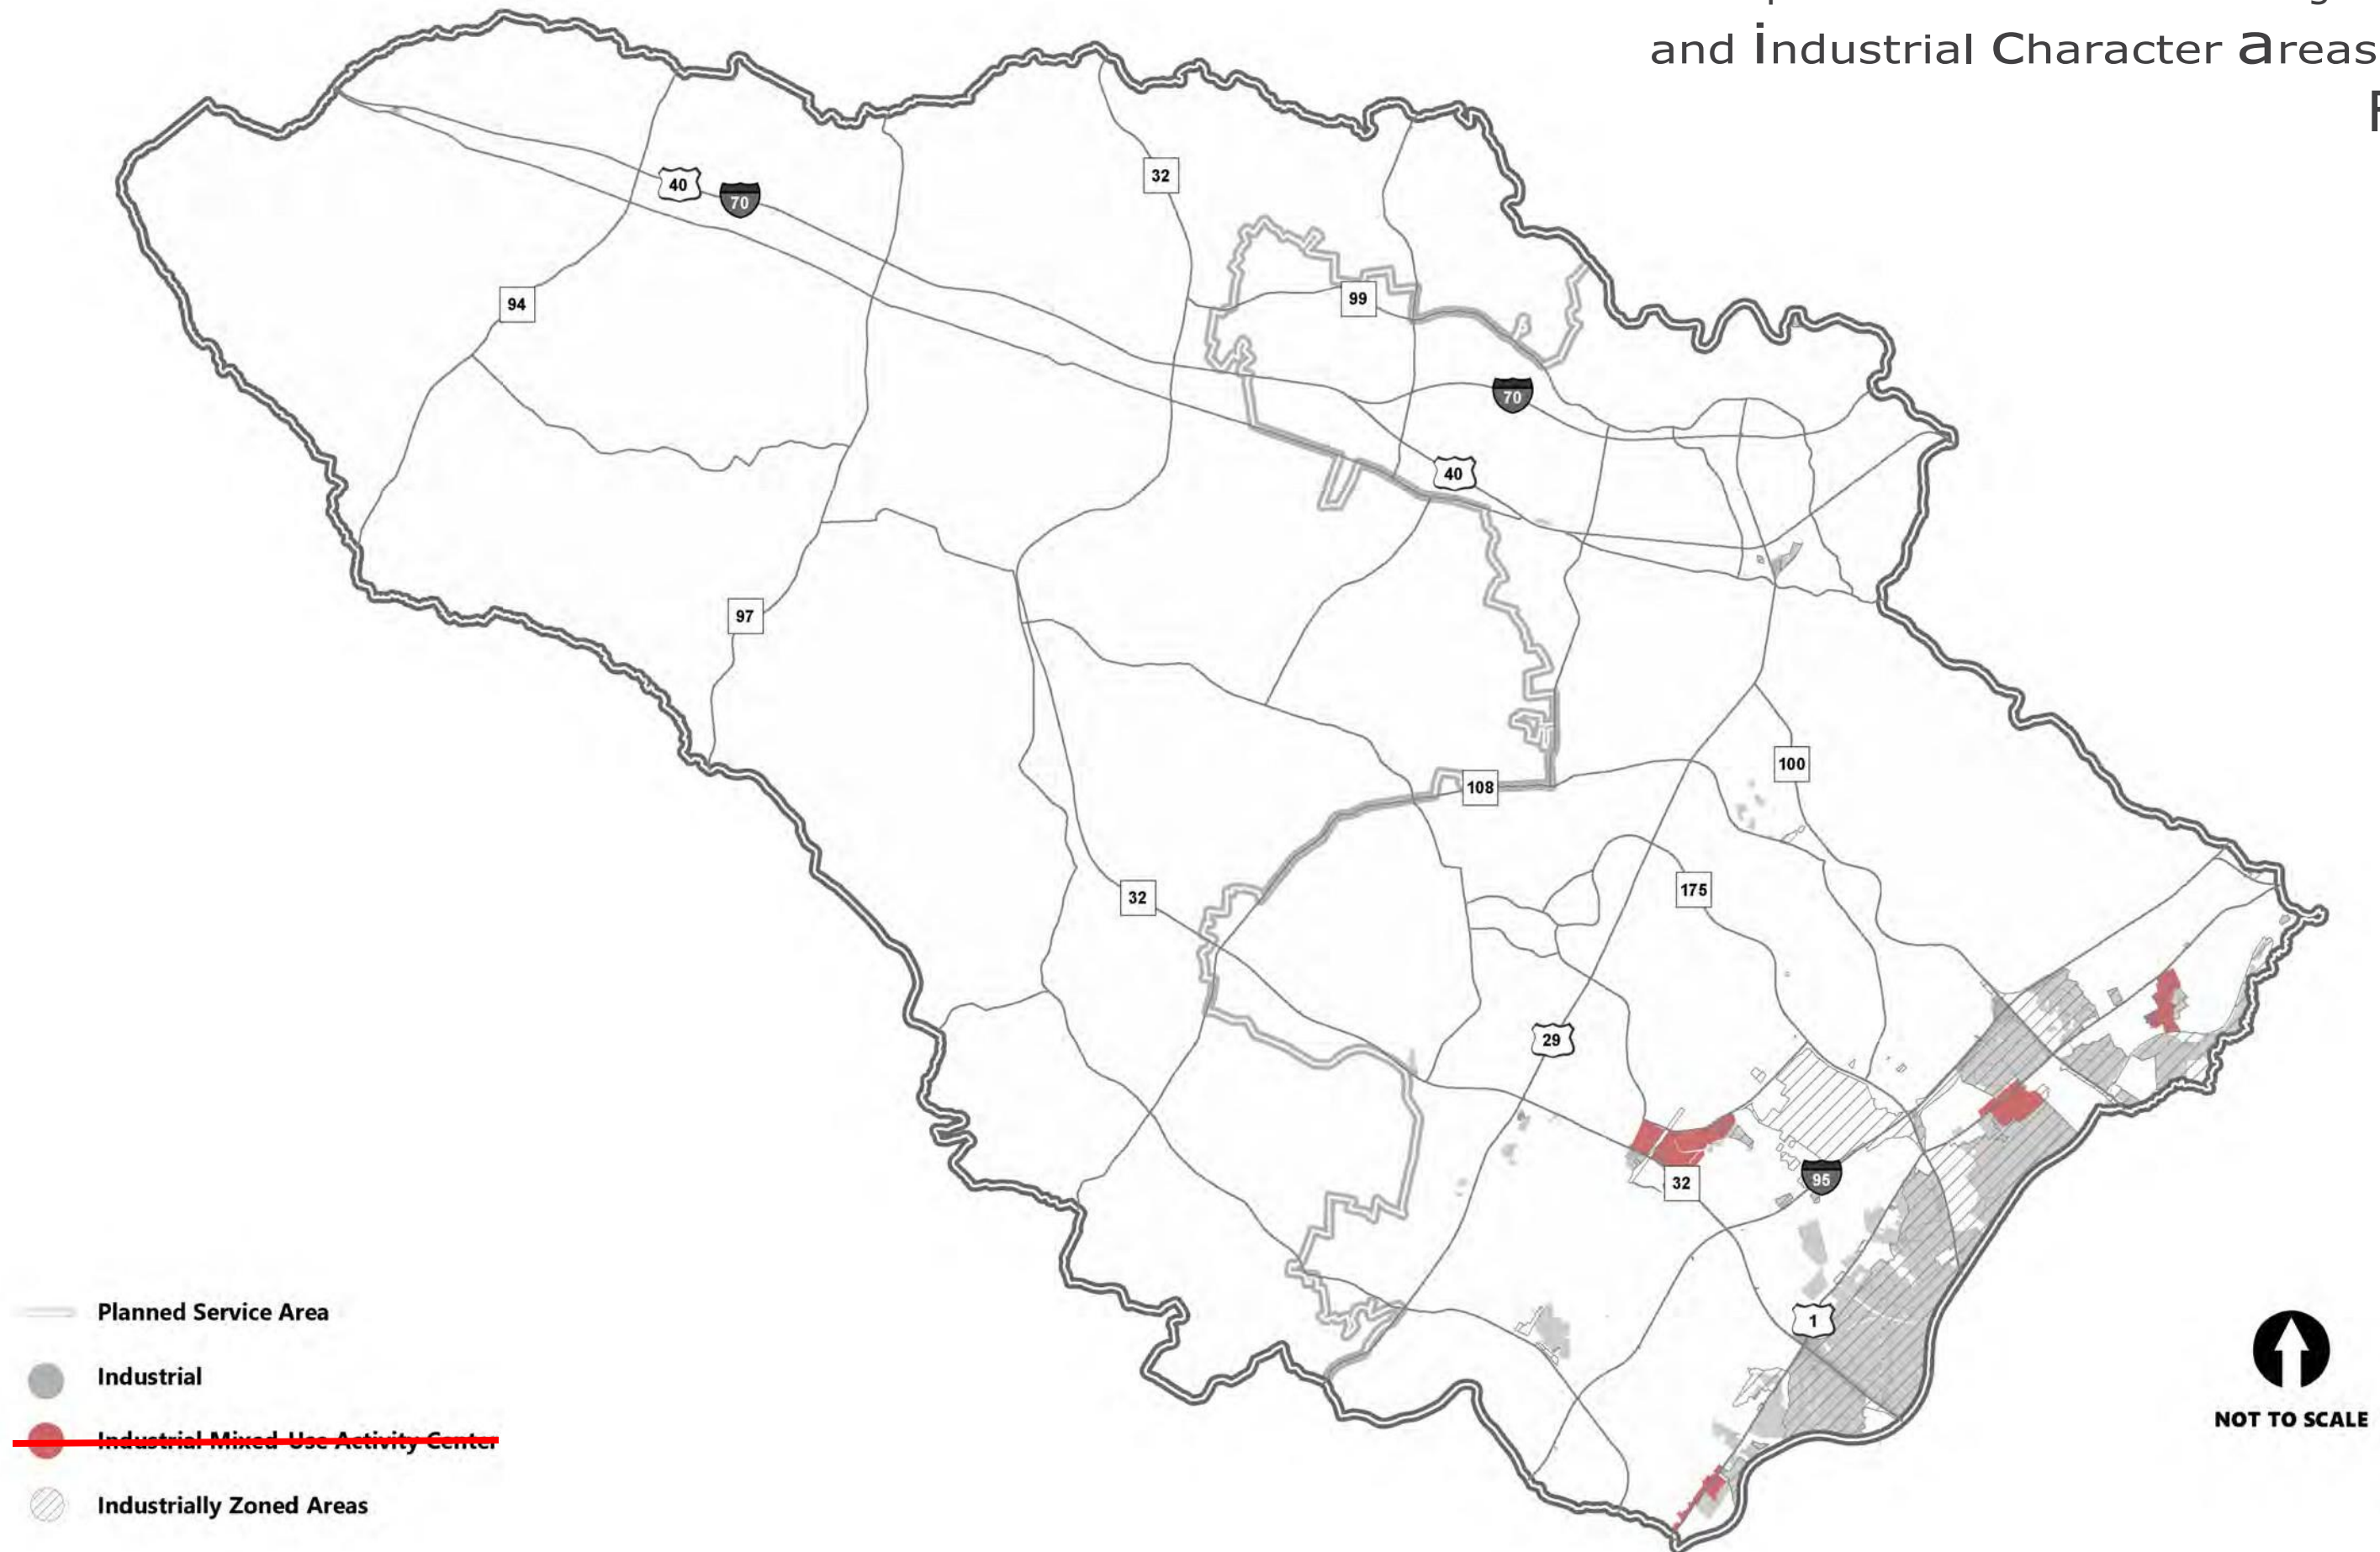 and industrial Character areas
40
70
32
94
99
70
40
97
108
100
32
175
29
32
95
1
Planned Service Area
Industrial
Industrial Mixed-Use Activity Center
Industrially Zoned Areas
NOT TO SCALE